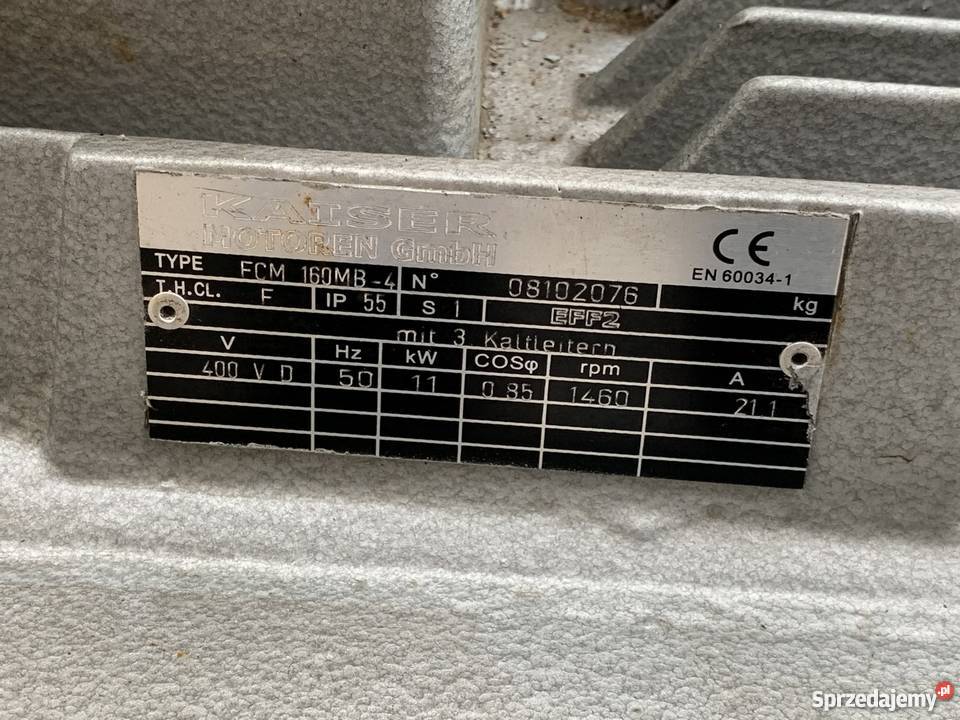 KAISER
MOTOREN GmbH
CE
EN 60034-1
TYPE FCM 160MB-4 N° 08102076 kg
T.H.CL. F IP 55 S 1 EFF2
mit 3 Kaltleitern
V Hz kW COSφ rpm A
400 V D 50 11 0.85 1460 21.1
Sprzedajemy.pl